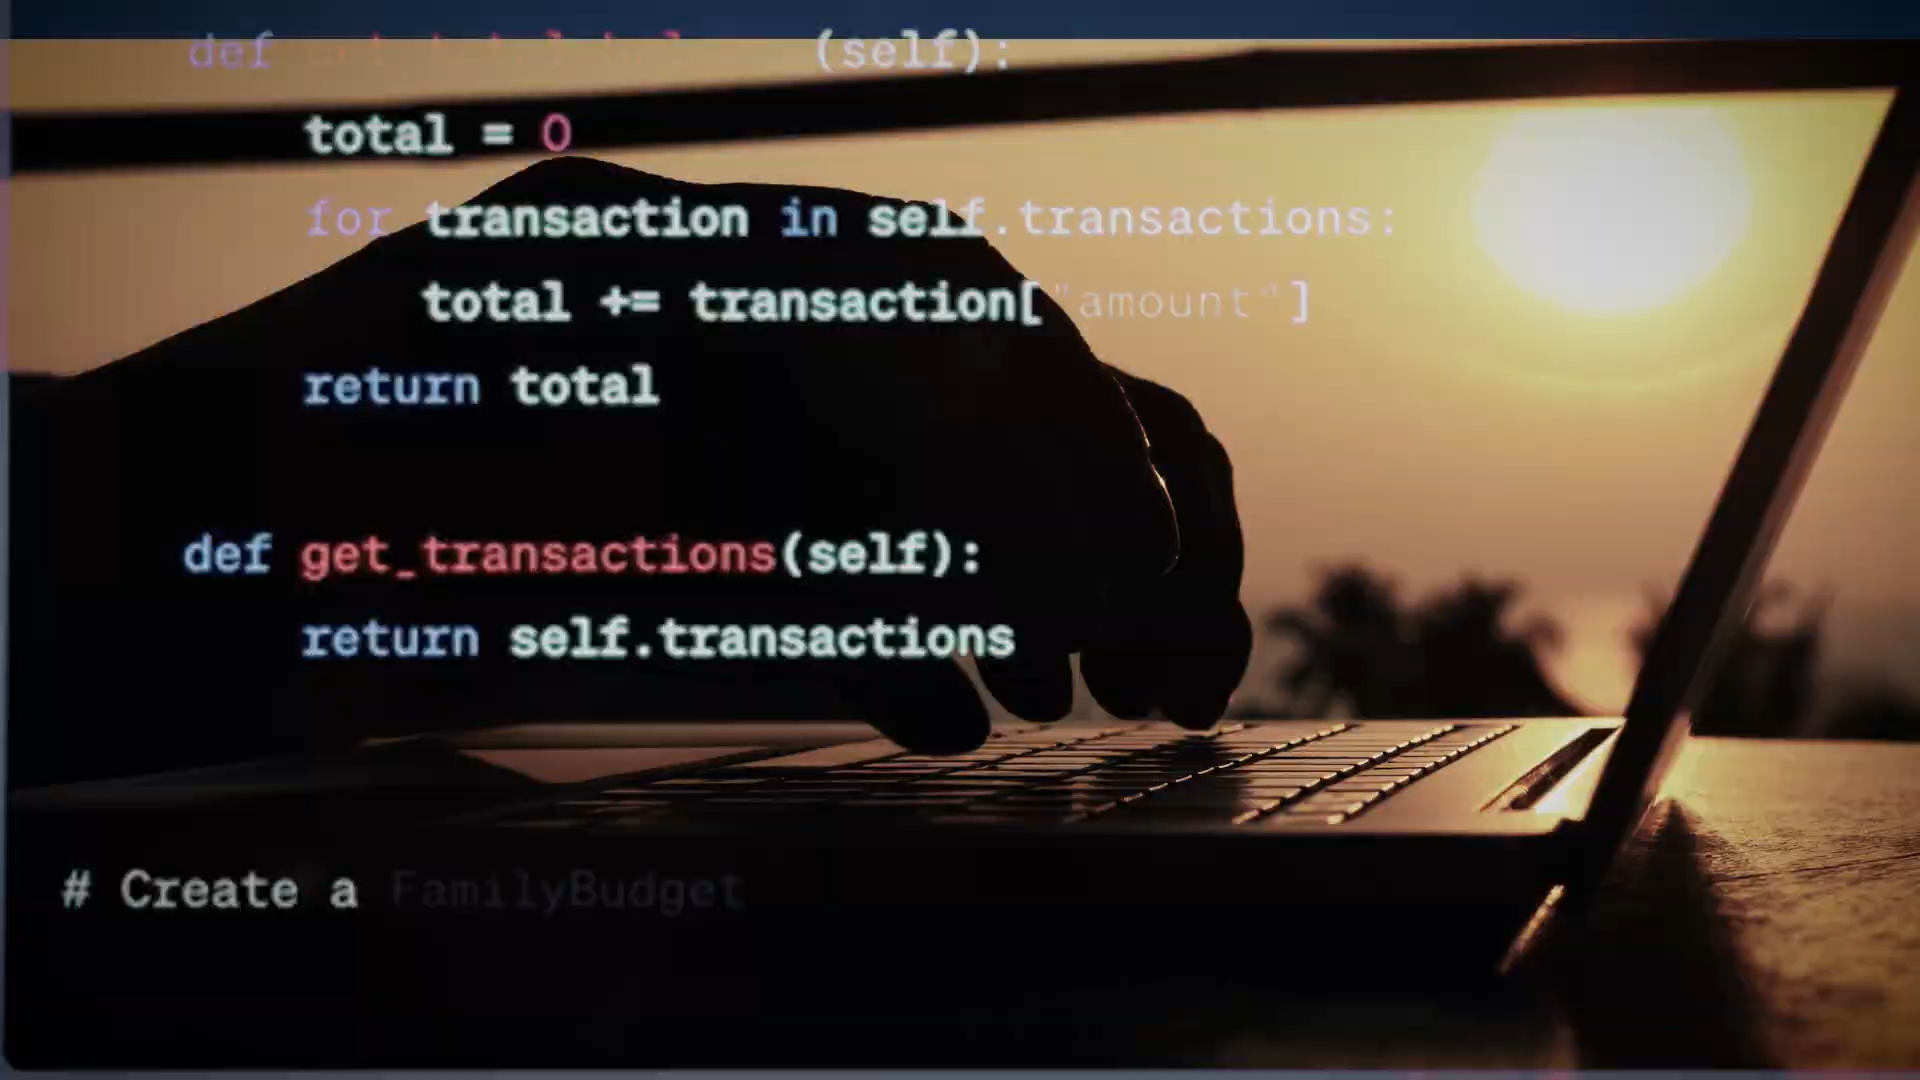 def (self):
total = 0
for transaction in self.transactions:
total += transaction["amount"]
return total
def get_transactions(self):
return self.transactions
# Create a FamilyBudget